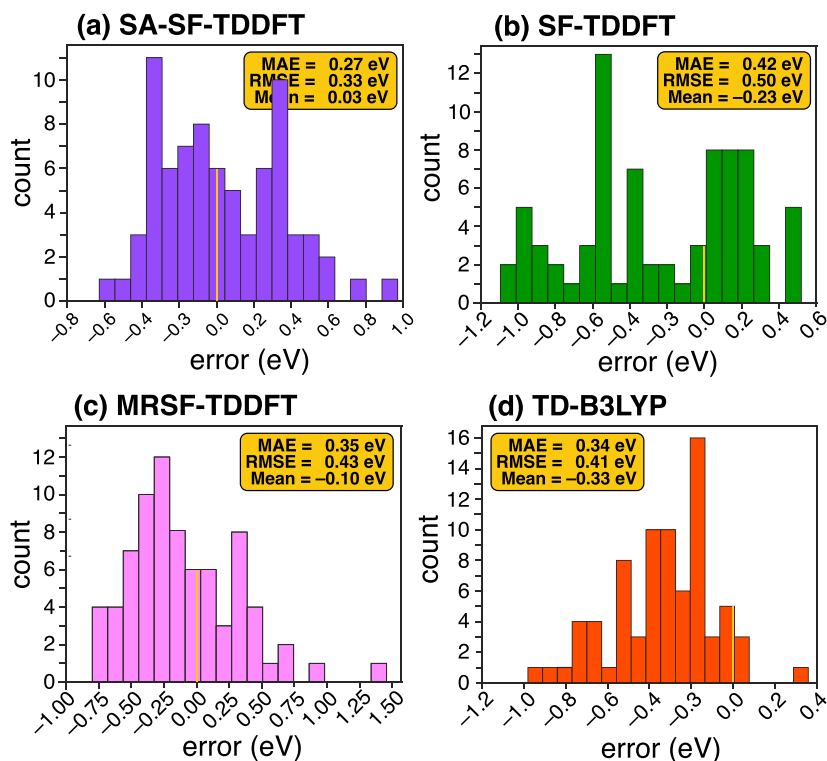 (a) SA-SF-TDDFT
MAE = 0.27 eV
RMSE = 0.33 eV
Mean = 0.03 eV
count
10
8
6
4
2
0
−0.8
−0.6
−0.4
−0.3
0.0
0.2
0.4
0.6
0.8
1.0
error (eV)
(b) SF-TDDFT
MAE = 0.42 eV
RMSE = 0.50 eV
Mean = −0.23 eV
count
12
10
8
6
4
2
0
−1.2
−1.0
−0.8
−0.6
−0.4
−0.3
0.0
0.2
0.4
0.6
error (eV)
(c) MRSF-TDDFT
MAE = 0.35 eV
RMSE = 0.43 eV
Mean = −0.10 eV
count
12
10
8
6
4
2
0
−1.00
−0.75
−0.50
−0.25
0.00
0.25
0.50
0.75
1.00
1.25
1.50
error (eV)
(d) TD-B3LYP
MAE = 0.34 eV
RMSE = 0.41 eV
Mean = −0.33 eV
count
16
14
12
10
8
6
4
2
0
−1.2
−1.0
−0.8
−0.4
−0.3
0.0
0.2
0.4
error (eV)